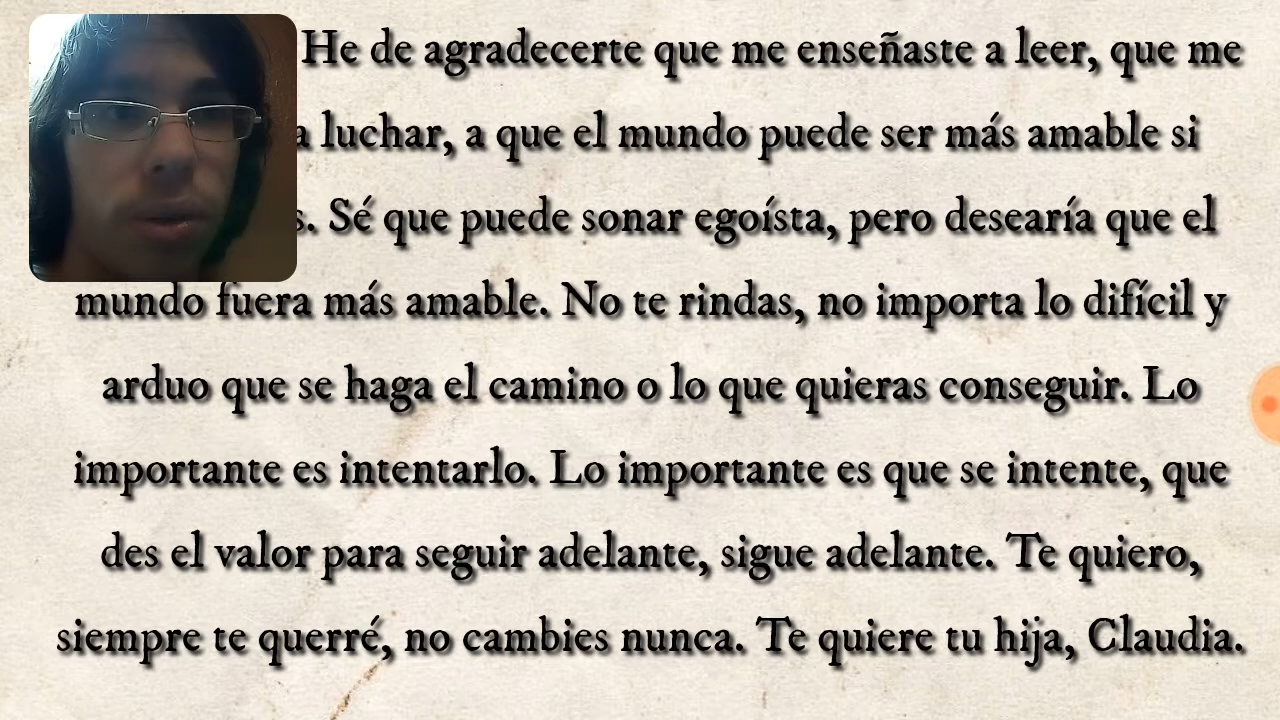 He de agradecerte que me enseñaste a leer, que me
a luchar, a que el mundo puede ser más amable si
s. Sé que puede sonar egoísta, pero desearía que el
mundo fuera más amable. No te rindas, no importa lo difícil y
arduo que se haga el camino o lo que quieras conseguir. Lo
importante es intentarlo. Lo importante es que se intente, que
des el valor para seguir adelante, sigue adelante. Te quiero,
siempre te querré, no cambies nunca. Te quiere tu hija, Claudia.